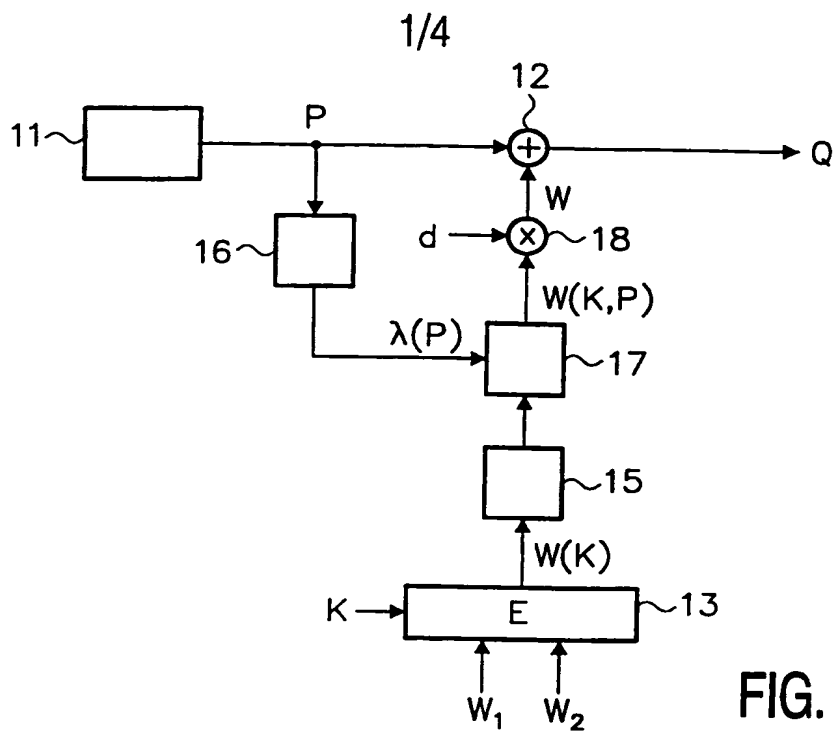 1/4
12
11
P
+
Q
W
16
d
x
18
W(K,P)
λ(P)
17
15
W(K)
K
E
13
W₁
W₂
FIG.